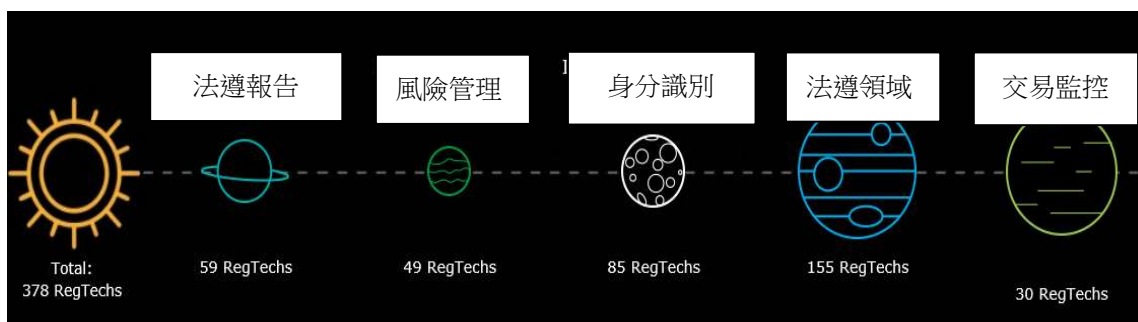 法遵報告
風險管理
身分識別
法遵領域
交易監控
Total:
378 RegTechs
59 RegTechs
49 RegTechs
85 RegTechs
155 RegTechs
30 RegTechs